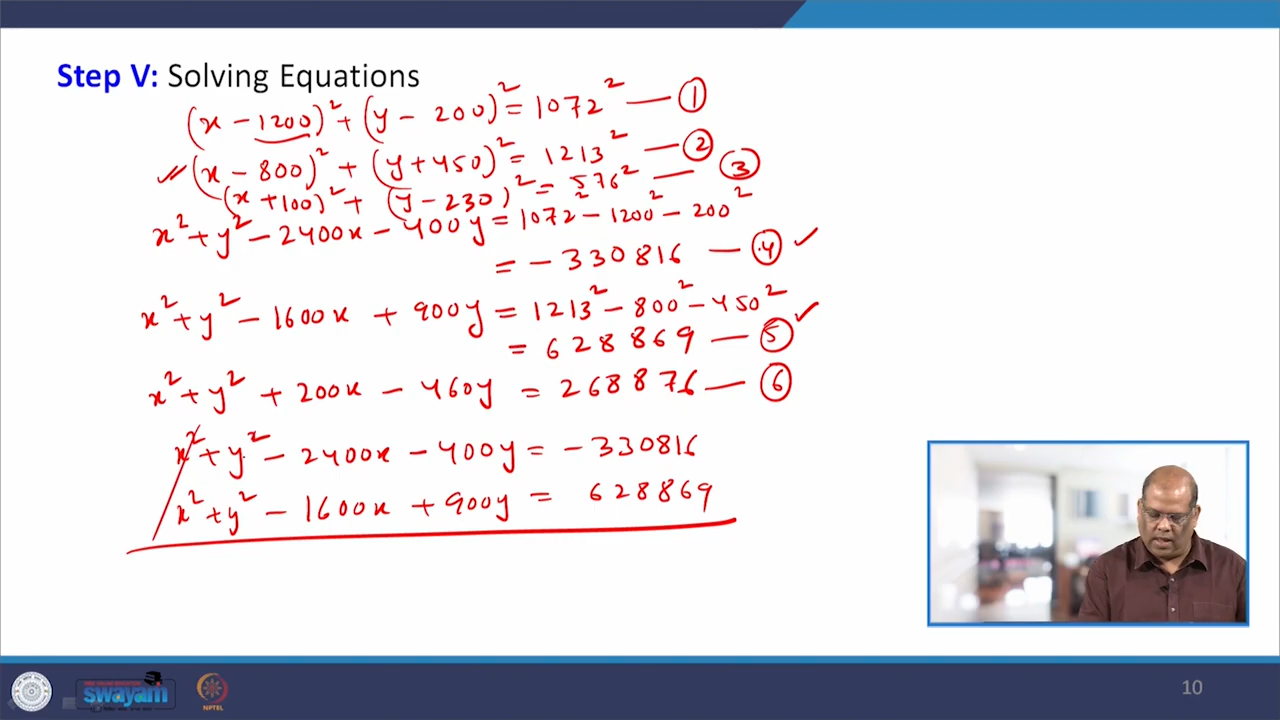 Step V: Solving Equations
(x - 1200)² + (y - 200)² = 1072² — ①
(x - 800)² + (y + 450)² = 1213² — ②
(x + 100)² + (y - 230)² = 576² — ③
x² + y² - 2400x - 400y = 1072² - 1200² - 200²
= - 330816 — ④ ✓
x² + y² - 1600x + 900y = 1213² - 800² - 450²
= 628869 — ⑤ ✓
x² + y² + 200x - 460y = 268876 — ⑥
x² + y² - 2400x - 400y = - 330816
x² + y² - 1600x + 900y = 628869
swayam
NPTEL
10